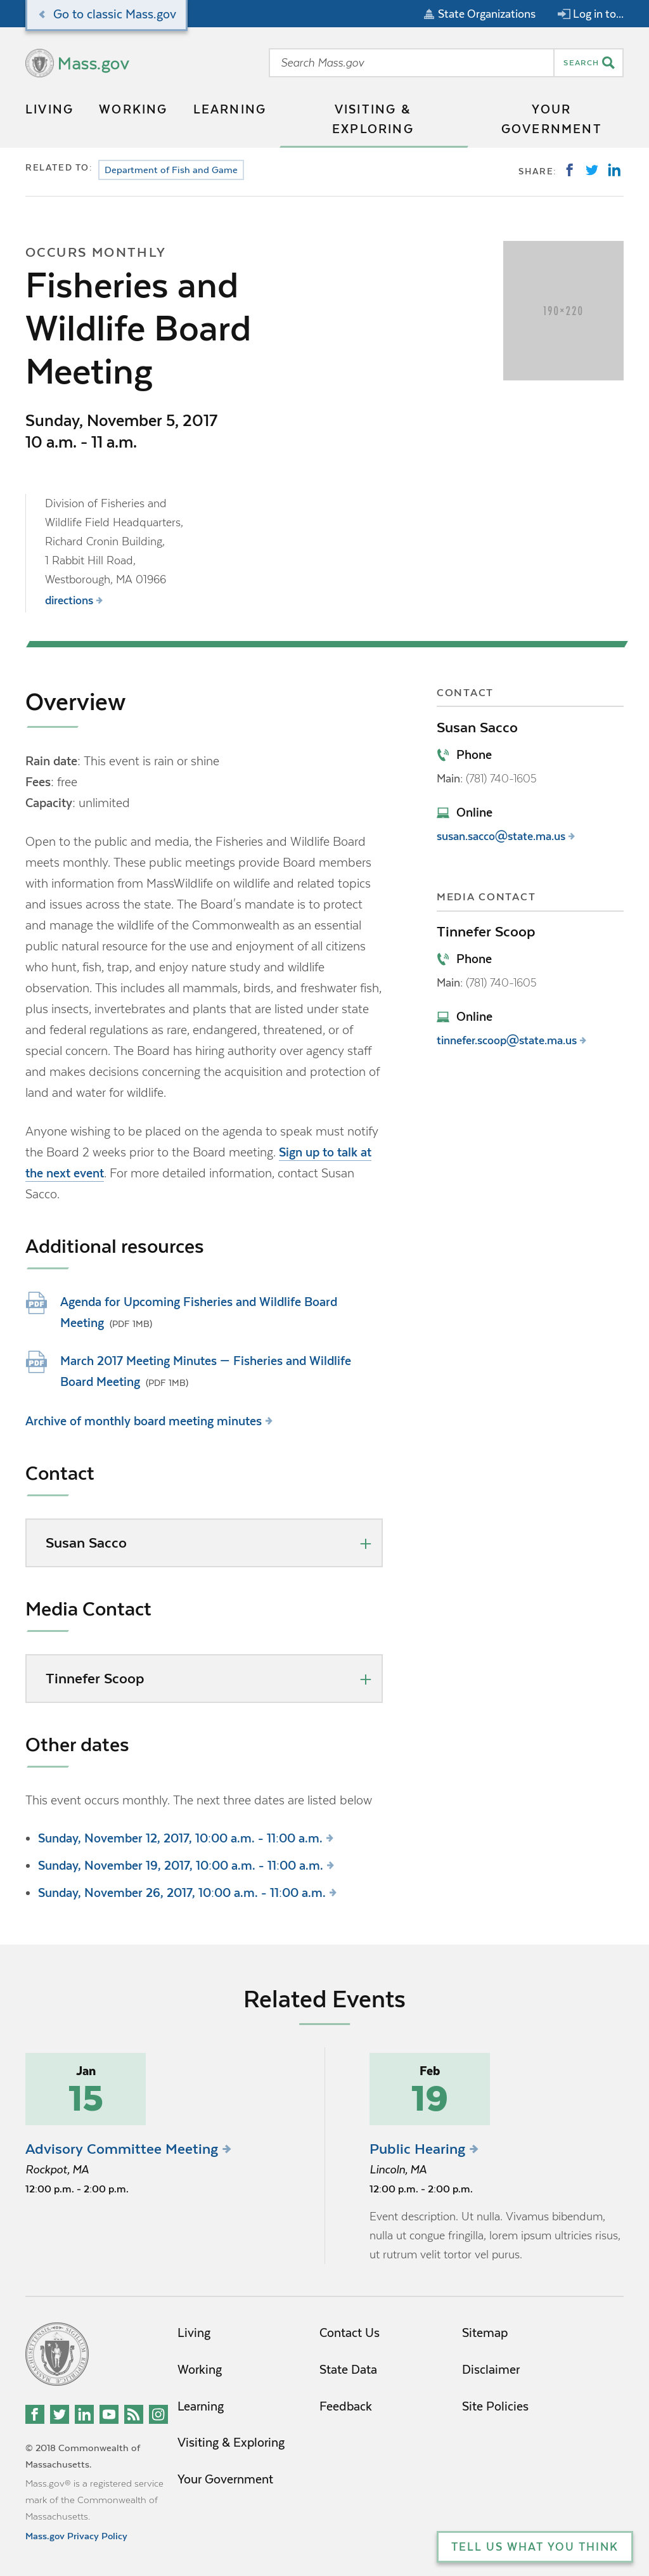 Go to classic Mass.gov
State Organizations
Log in to...
Mass.gov
Search Mass.gov
SEARCH
LIVING
WORKING
LEARNING
VISITING &
EXPLORING
YOUR
GOVERNMENT
RELATED TO:
Department of Fish and Game
SHARE:
OCCURS MONTHLY
Fisheries and
Wildlife Board
Meeting
190×220
Sunday, November 5, 2017
10 a.m. - 11 a.m.
Division of Fisheries and
Wildlife Field Headquarters,
Richard Cronin Building,
1 Rabbit Hill Road,
Westborough, MA 01966
directions
Overview
Rain date: This event is rain or shine
Fees: free
Capacity: unlimited
Open to the public and media, the Fisheries and Wildlife Board
meets monthly. These public meetings provide Board members
with information from MassWildlife on wildlife and related topics
and issues across the state. The Board's mandate is to protect
and manage the wildlife of the Commonwealth as an essential
public natural resource for the use and enjoyment of all citizens
who hunt, fish, trap, and enjoy nature study and wildlife
observation. This includes all mammals, birds, and freshwater fish,
plus insects, invertebrates and plants that are listed under state
and federal regulations as rare, endangered, threatened, or of
special concern. The Board has hiring authority over agency staff
and makes decisions concerning the acquisition and protection of
land and water for wildlife.
Anyone wishing to be placed on the agenda to speak must notify
the Board 2 weeks prior to the Board meeting. Sign up to talk at
the next event. For more detailed information, contact Susan
Sacco.
Additional resources
PDF
Agenda for Upcoming Fisheries and Wildlife Board
Meeting (PDF 1MB)
PDF
March 2017 Meeting Minutes — Fisheries and Wildlife
Board Meeting (PDF 1MB)
Archive of monthly board meeting minutes
Contact
Susan Sacco
Media Contact
Tinnefer Scoop
Other dates
This event occurs monthly. The next three dates are listed below
• Sunday, November 12, 2017, 10:00 a.m. - 11:00 a.m.
• Sunday, November 19, 2017, 10:00 a.m. - 11:00 a.m.
• Sunday, November 26, 2017, 10:00 a.m. - 11:00 a.m.
CONTACT
Susan Sacco
Phone
Main: (781) 740-1605
Online
susan.sacco@state.ma.us
MEDIA CONTACT
Tinnefer Scoop
Phone
Main: (781) 740-1605
Online
tinnefer.scoop@state.ma.us
Related Events
Jan
15
Advisory Committee Meeting
Rockpot, MA
12:00 p.m. - 2:00 p.m.
Feb
19
Public Hearing
Lincoln, MA
12:00 p.m. - 2:00 p.m.
Event description. Ut nulla. Vivamus bibendum,
nulla ut congue fringilla, lorem ipsum ultricies risus,
ut rutrum velit tortor vel purus.
Living
Working
Learning
Visiting & Exploring
Your Government
Contact Us
State Data
Feedback
Sitemap
Disclaimer
Site Policies
© 2018 Commonwealth of
Massachusetts.
Mass.gov® is a registered service
mark of the Commonwealth of
Massachusetts.
Mass.gov Privacy Policy
TELL US WHAT YOU THINK